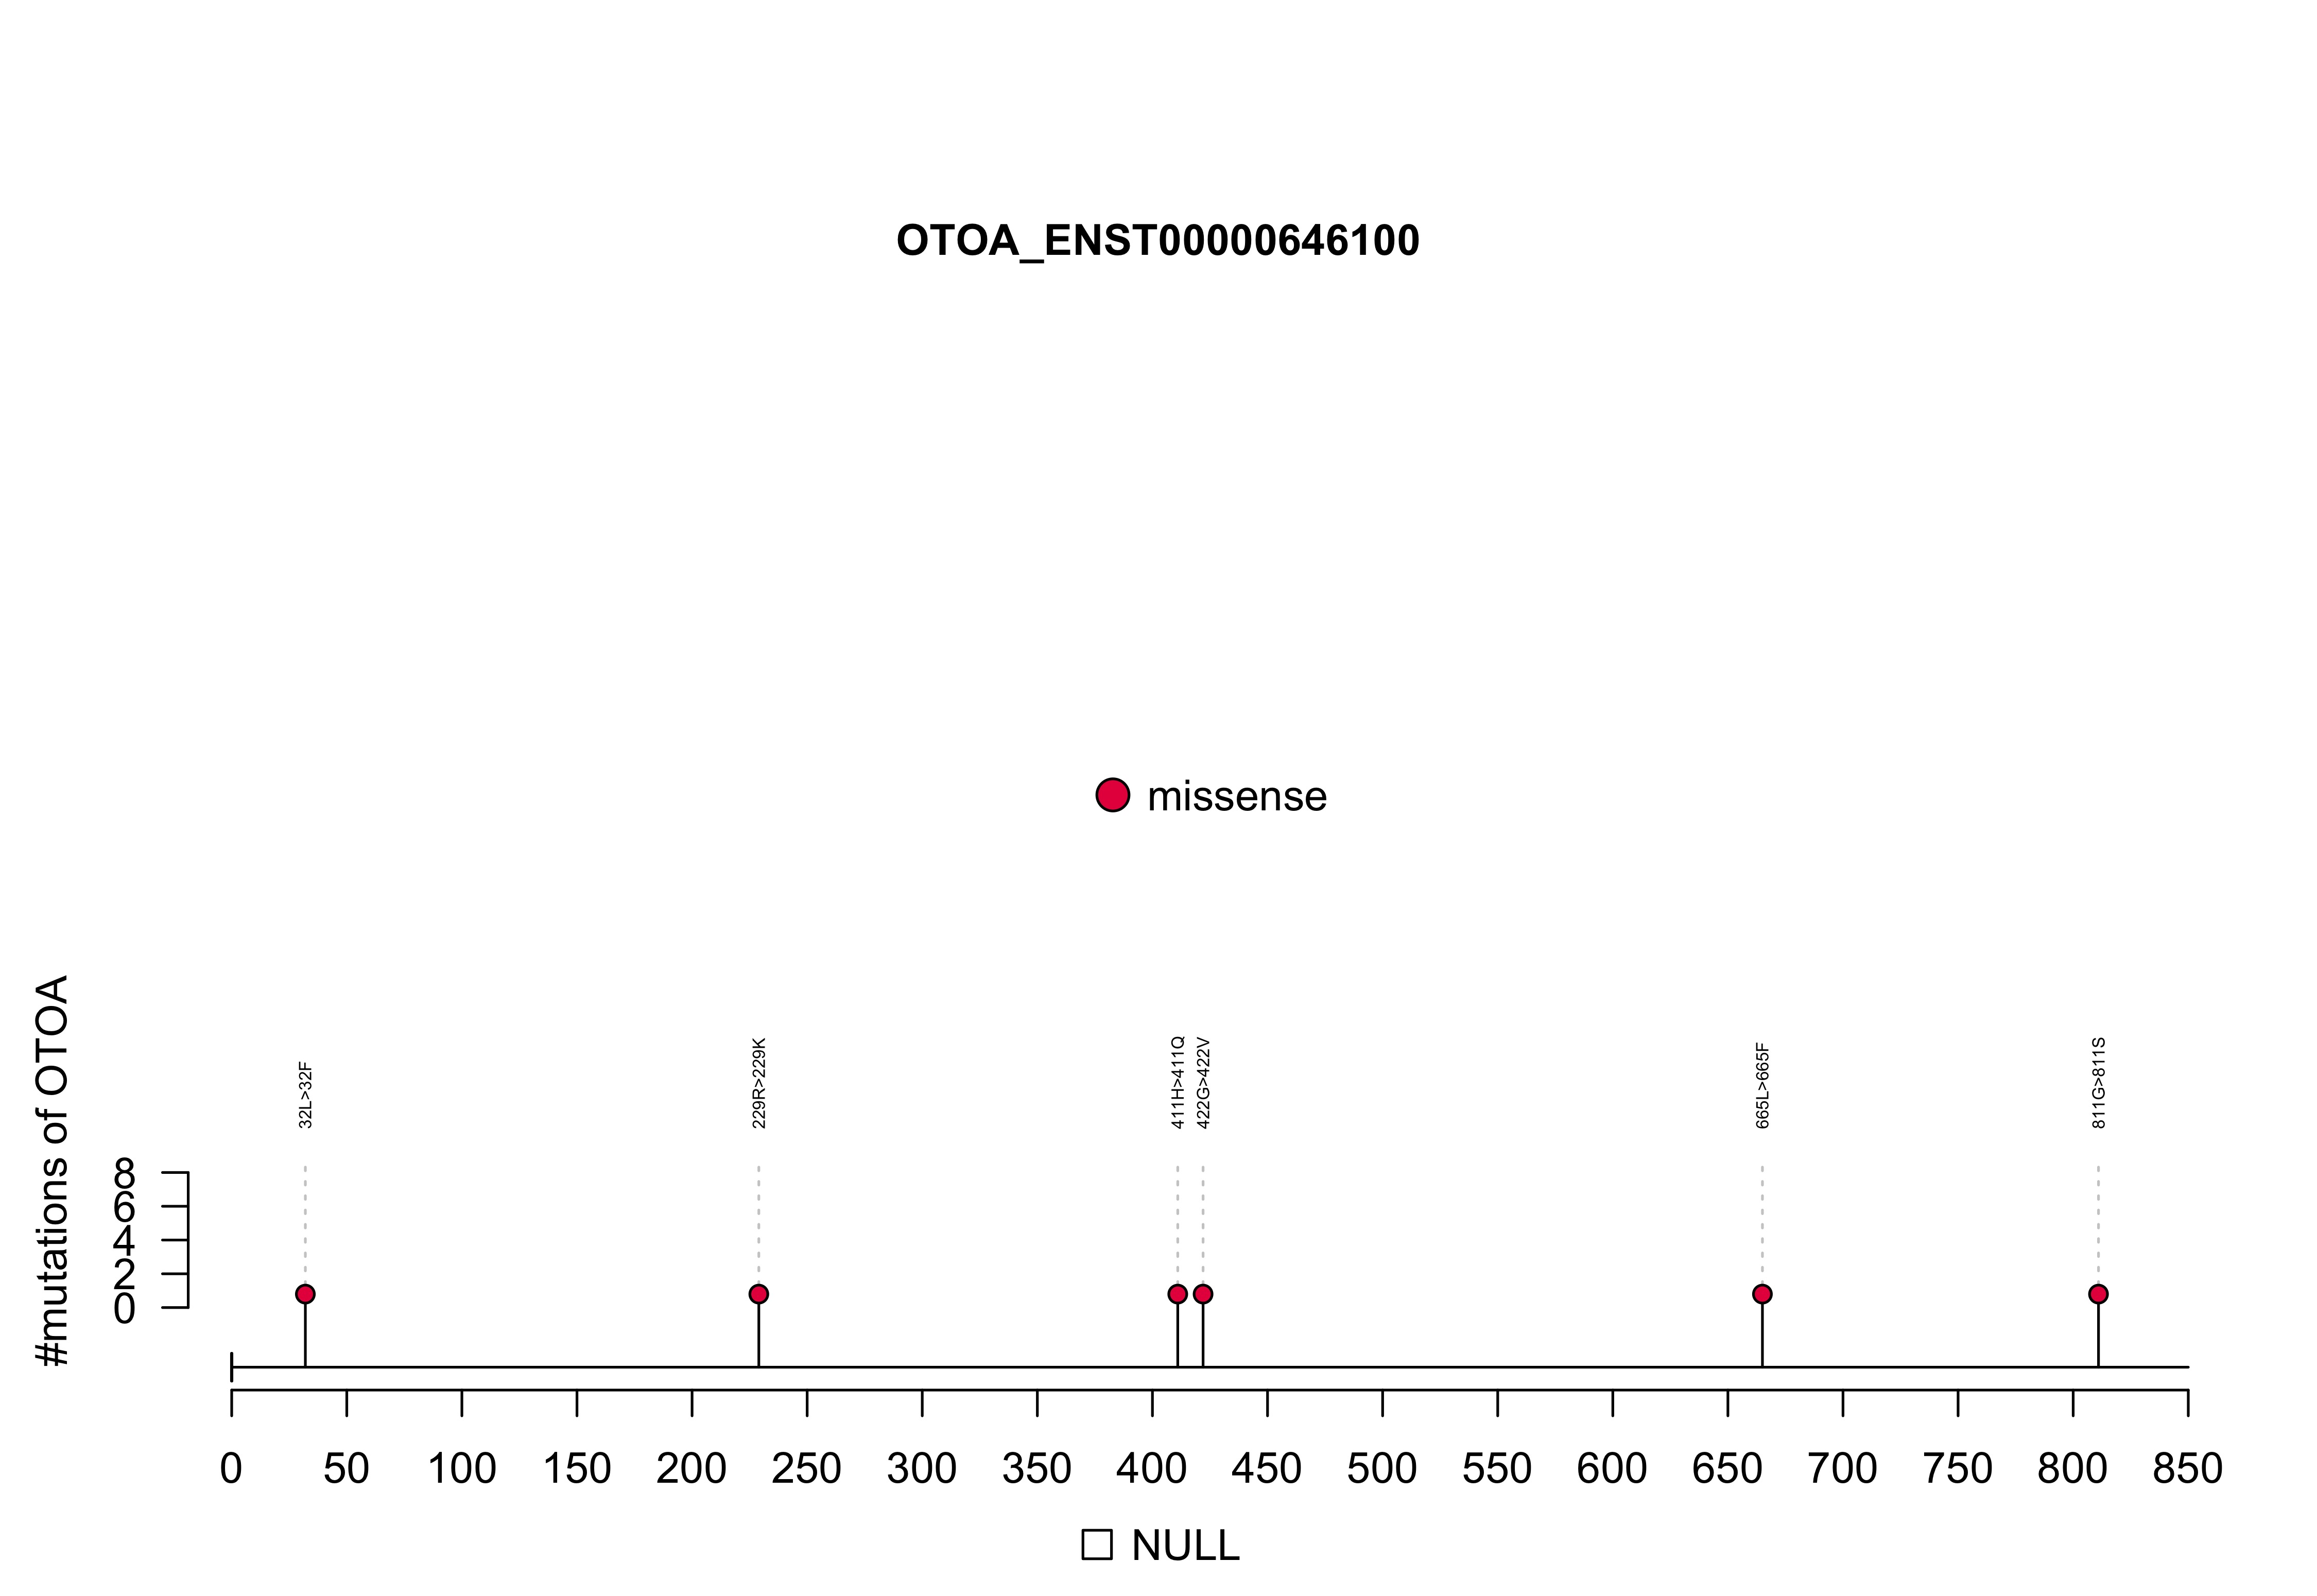 OTOA_ENST00000646100
missense
#mutations of OTOA
32L>32F
229R>229K
411H>411Q
422G>422V
665L>665F
811G>811S
8
6
4
2
0
0 50 100 150 200 250 300 350 400 450 500 550 600 650 700 750 800 850
NULL